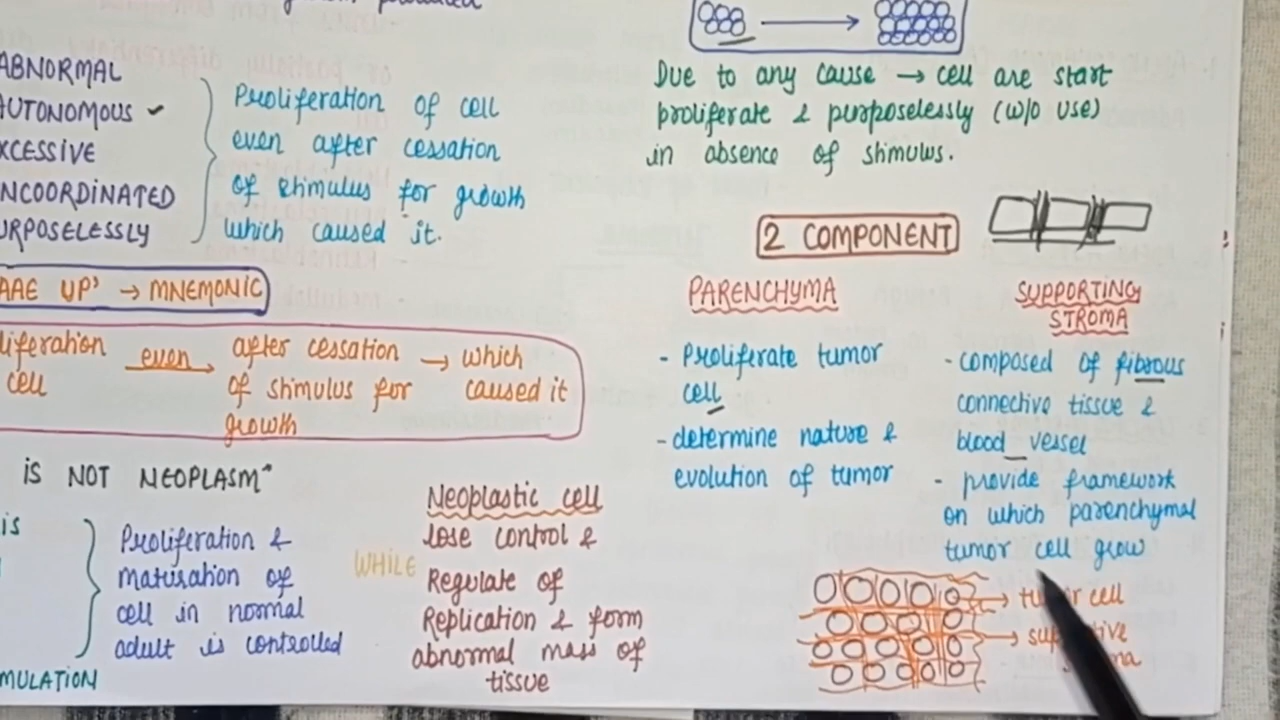 ABNORMAL
AUTONOMOUS
XCESSIVE
NCOORDINATED
URPOSELESSLY
Proliferation of cell
even after cessation
of stimulus for growth
which caused it.
AAE UP' → MNEMONIC
liferation even after cessation → which
cell of stimulus for caused it
growth
is NOT NEOPLASM"
is
Proliferation &
maturation of
cell in normal
adult is controlled
MULATION
WHILE
Neoplastic cell
lose control &
Regulate of
Replication & form
abnormal mass of
tissue
Due to any cause → cell are start
proliferate & purposelessly (w/o use)
in absence of stimulus.
2 COMPONENT
PARENCHYMA
- Proliferate tumor
cell
- determine nature &
evolution of tumor
SUPPORTING
STROMA
- composed of fibrous
connective tissue &
blood vessel
- provide framework
on which parenchymal
tumor cell grow
→ tumor cell